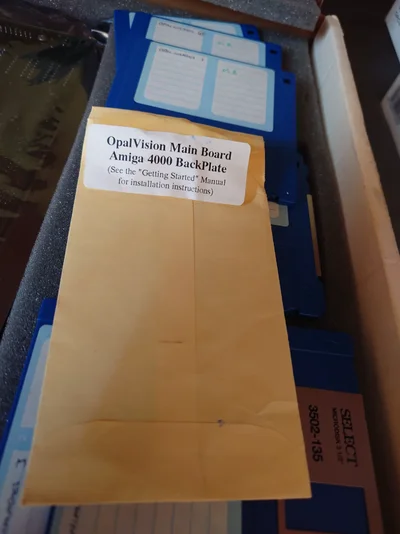 OpalVision Main Board
Amiga 4000 BackPlate
(See the "Getting Started" Manual
for installation instructions)
SELECT
3502-135